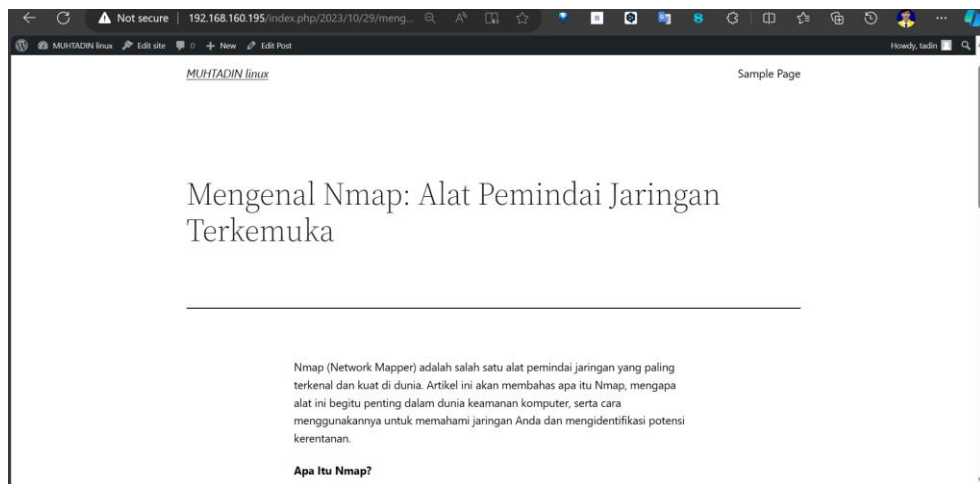 Not secure | 192.168.160.195/index.php/2023/10/29/meng...
MUHTADIN linux Edit site 0 + New Edit Post Howdy, tadin
MUHTADIN linux Sample Page
Mengenal Nmap: Alat Pemindai Jaringan
Terkemuka
Nmap (Network Mapper) adalah salah satu alat pemindai jaringan yang paling
terkenal dan kuat di dunia. Artikel ini akan membahas apa itu Nmap, mengapa
alat ini begitu penting dalam dunia keamanan komputer, serta cara
menggunakannya untuk memahami jaringan Anda dan mengidentifikasi potensi
kerentanan.
Apa Itu Nmap?